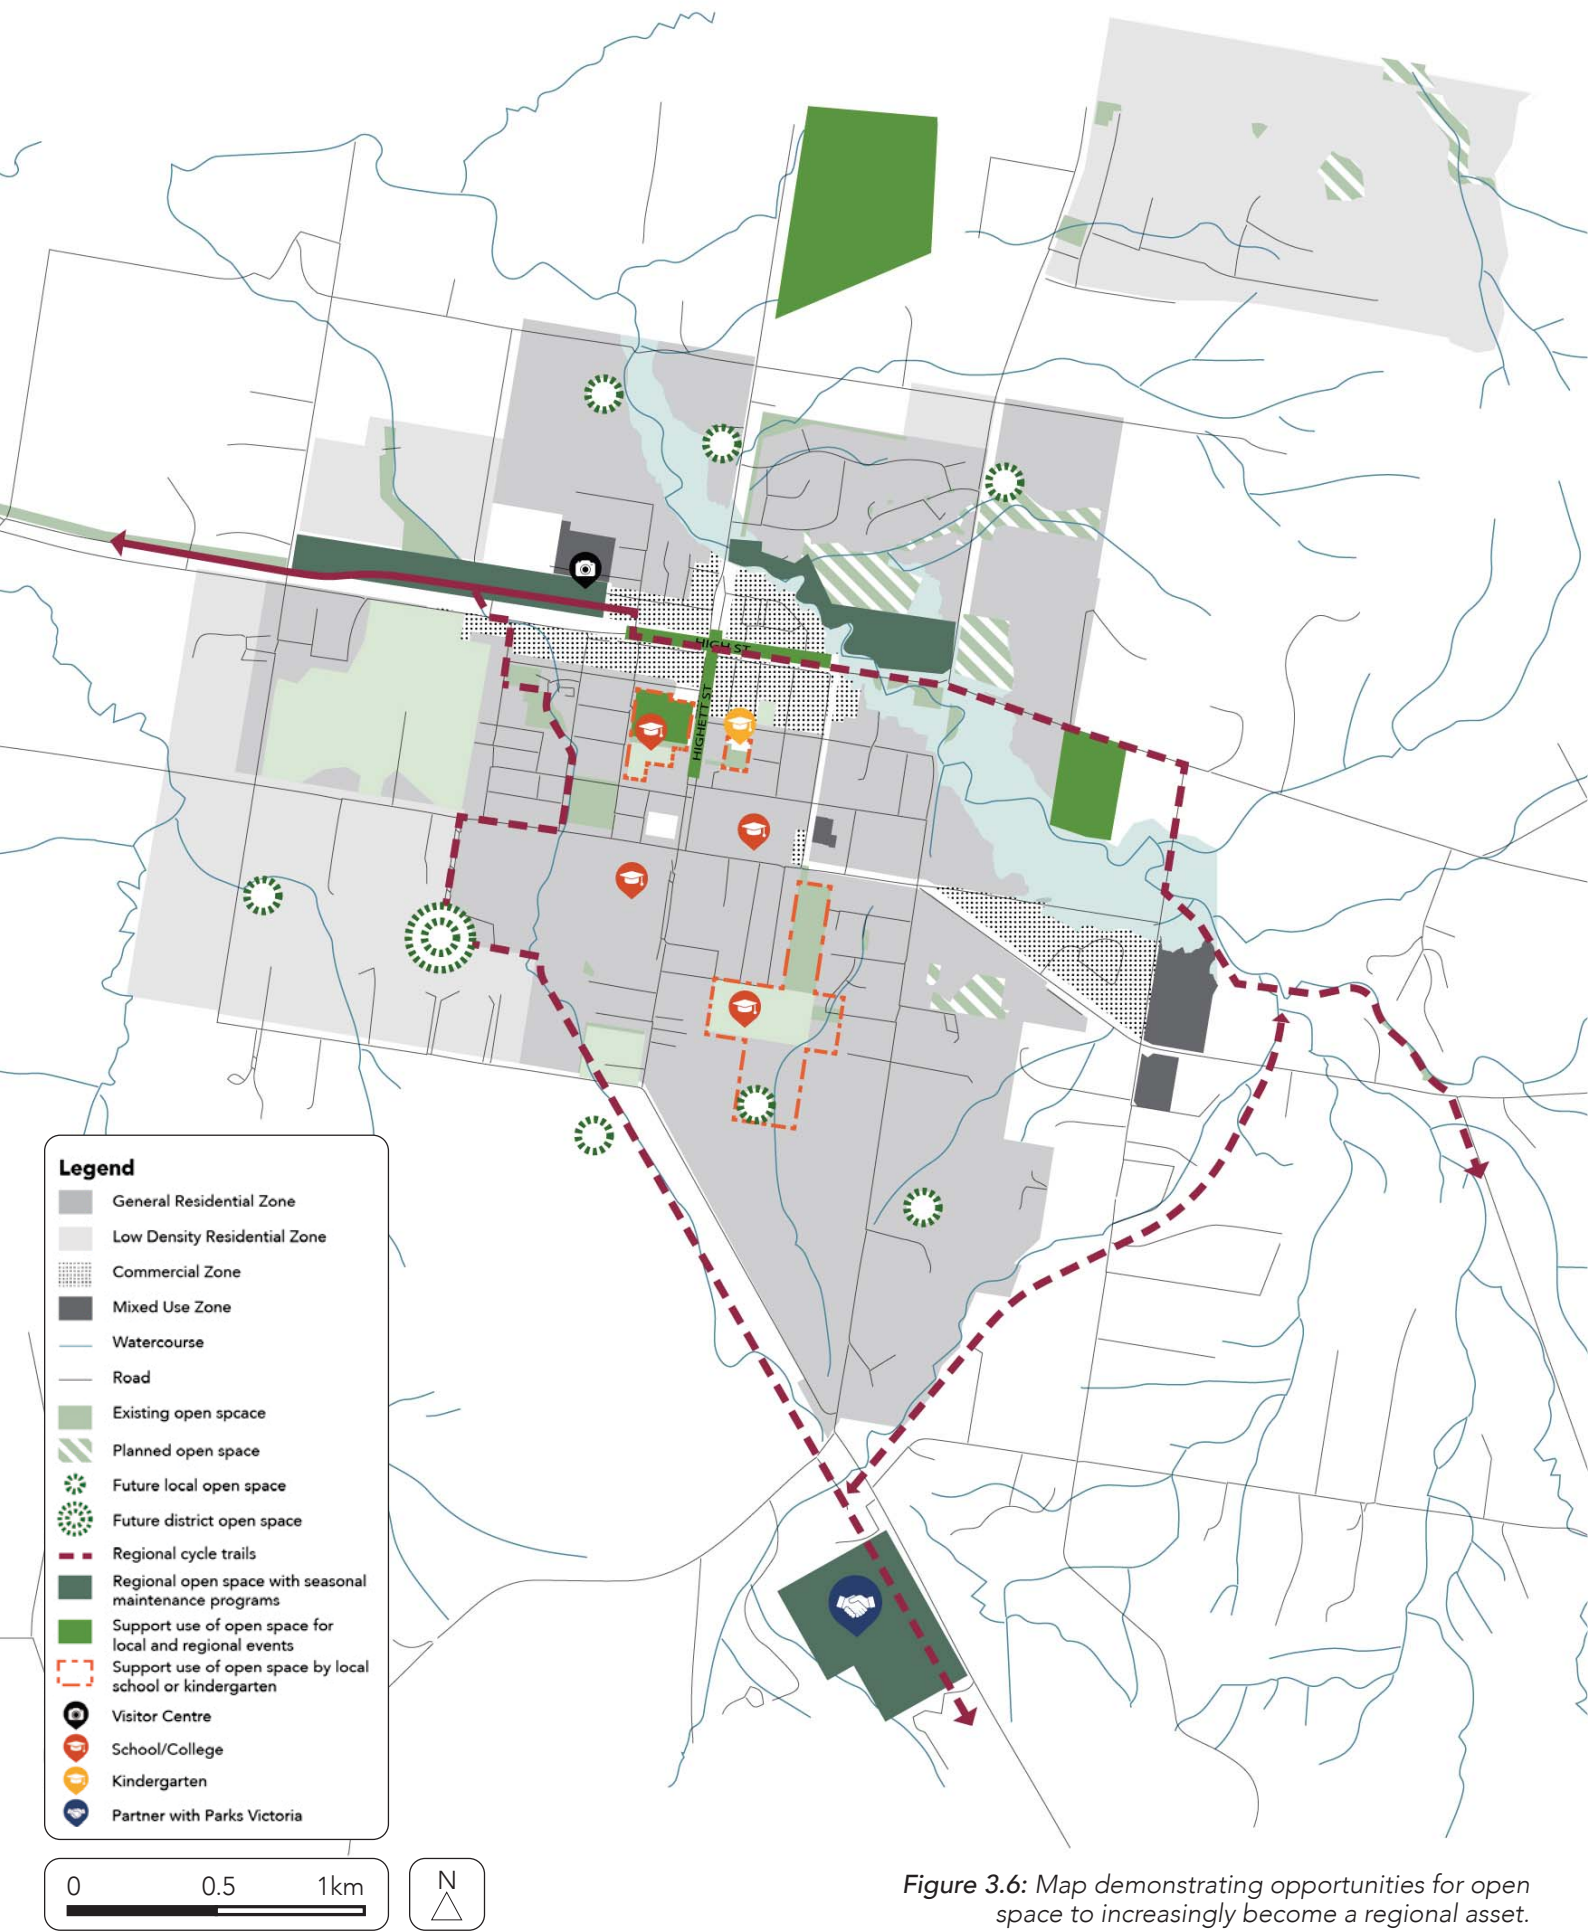 HIGH ST
HIGHETT ST
Legend
General Residential Zone
Low Density Residential Zone
Commercial Zone
Mixed Use Zone
Watercourse
Road
Existing open spcace
Planned open space
Future local open space
Future district open space
Regional cycle trails
Regional open space with seasonal
maintenance programs
Support use of open space for
local and regional events
Support use of open space by local
school or kindergarten
Visitor Centre
School/College
Kindergarten
Partner with Parks Victoria
0 0.5 1km
N
Figure 3.6: Map demonstrating opportunities for open
space to increasingly become a regional asset.